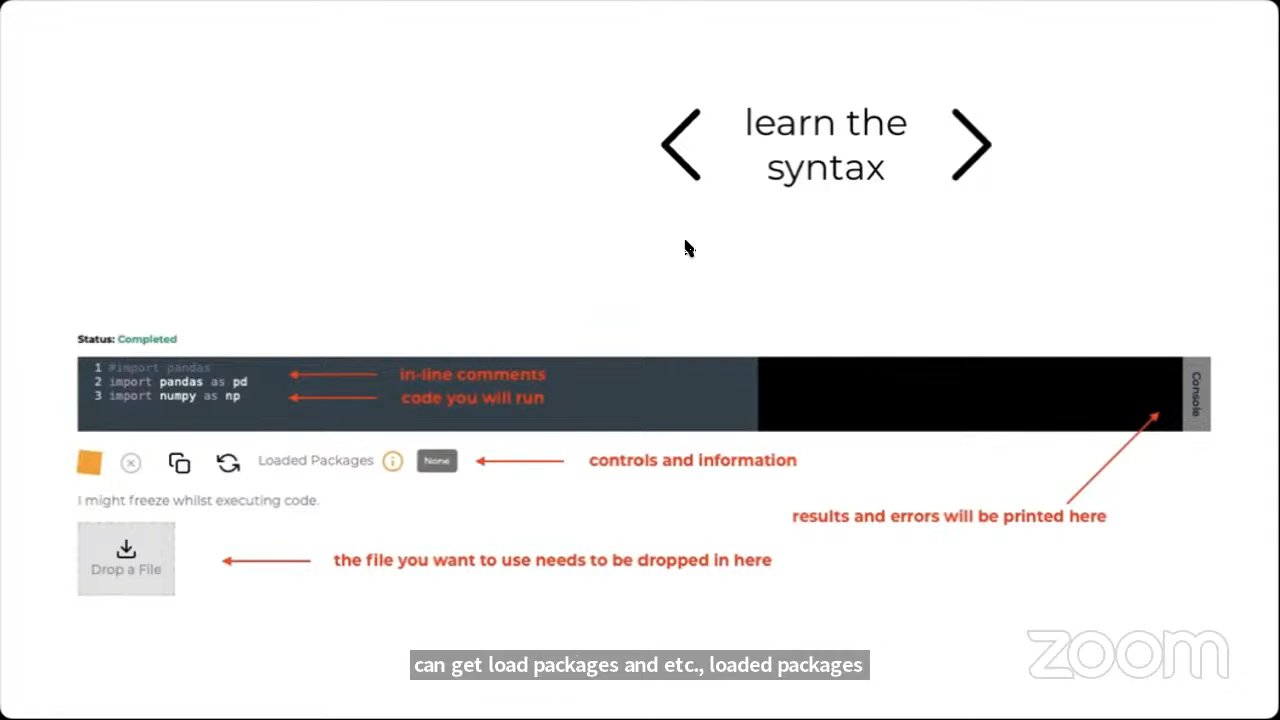 learn the
syntax
Status: Completed
1 #import pandas
2 import pandas as pd
3 import numpy as np
in-line comments
code you will run
Console
Loaded Packages
None
controls and information
I might freeze whilst executing code.
results and errors will be printed here
Drop a File
the file you want to use needs to be dropped in here
can get load packages and etc., loaded packages
zoom